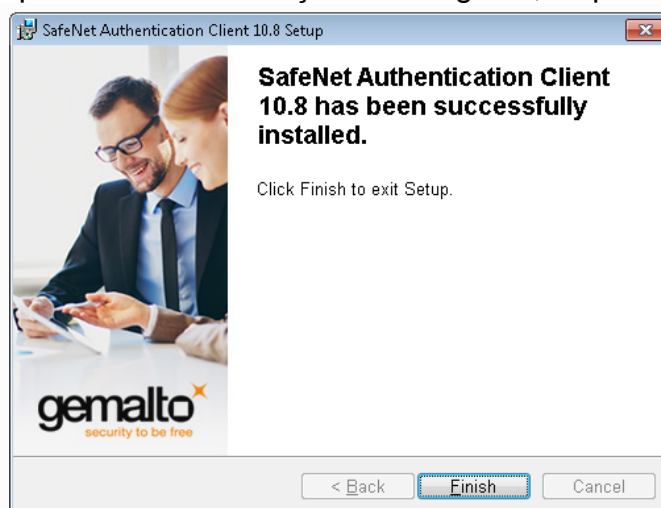 SafeNet Authentication Client 10.8 Setup
SafeNet Authentication Client
10.8 has been successfully
installed.
Click Finish to exit Setup.
gemalto
security to be free
< Back
Finish
Cancel